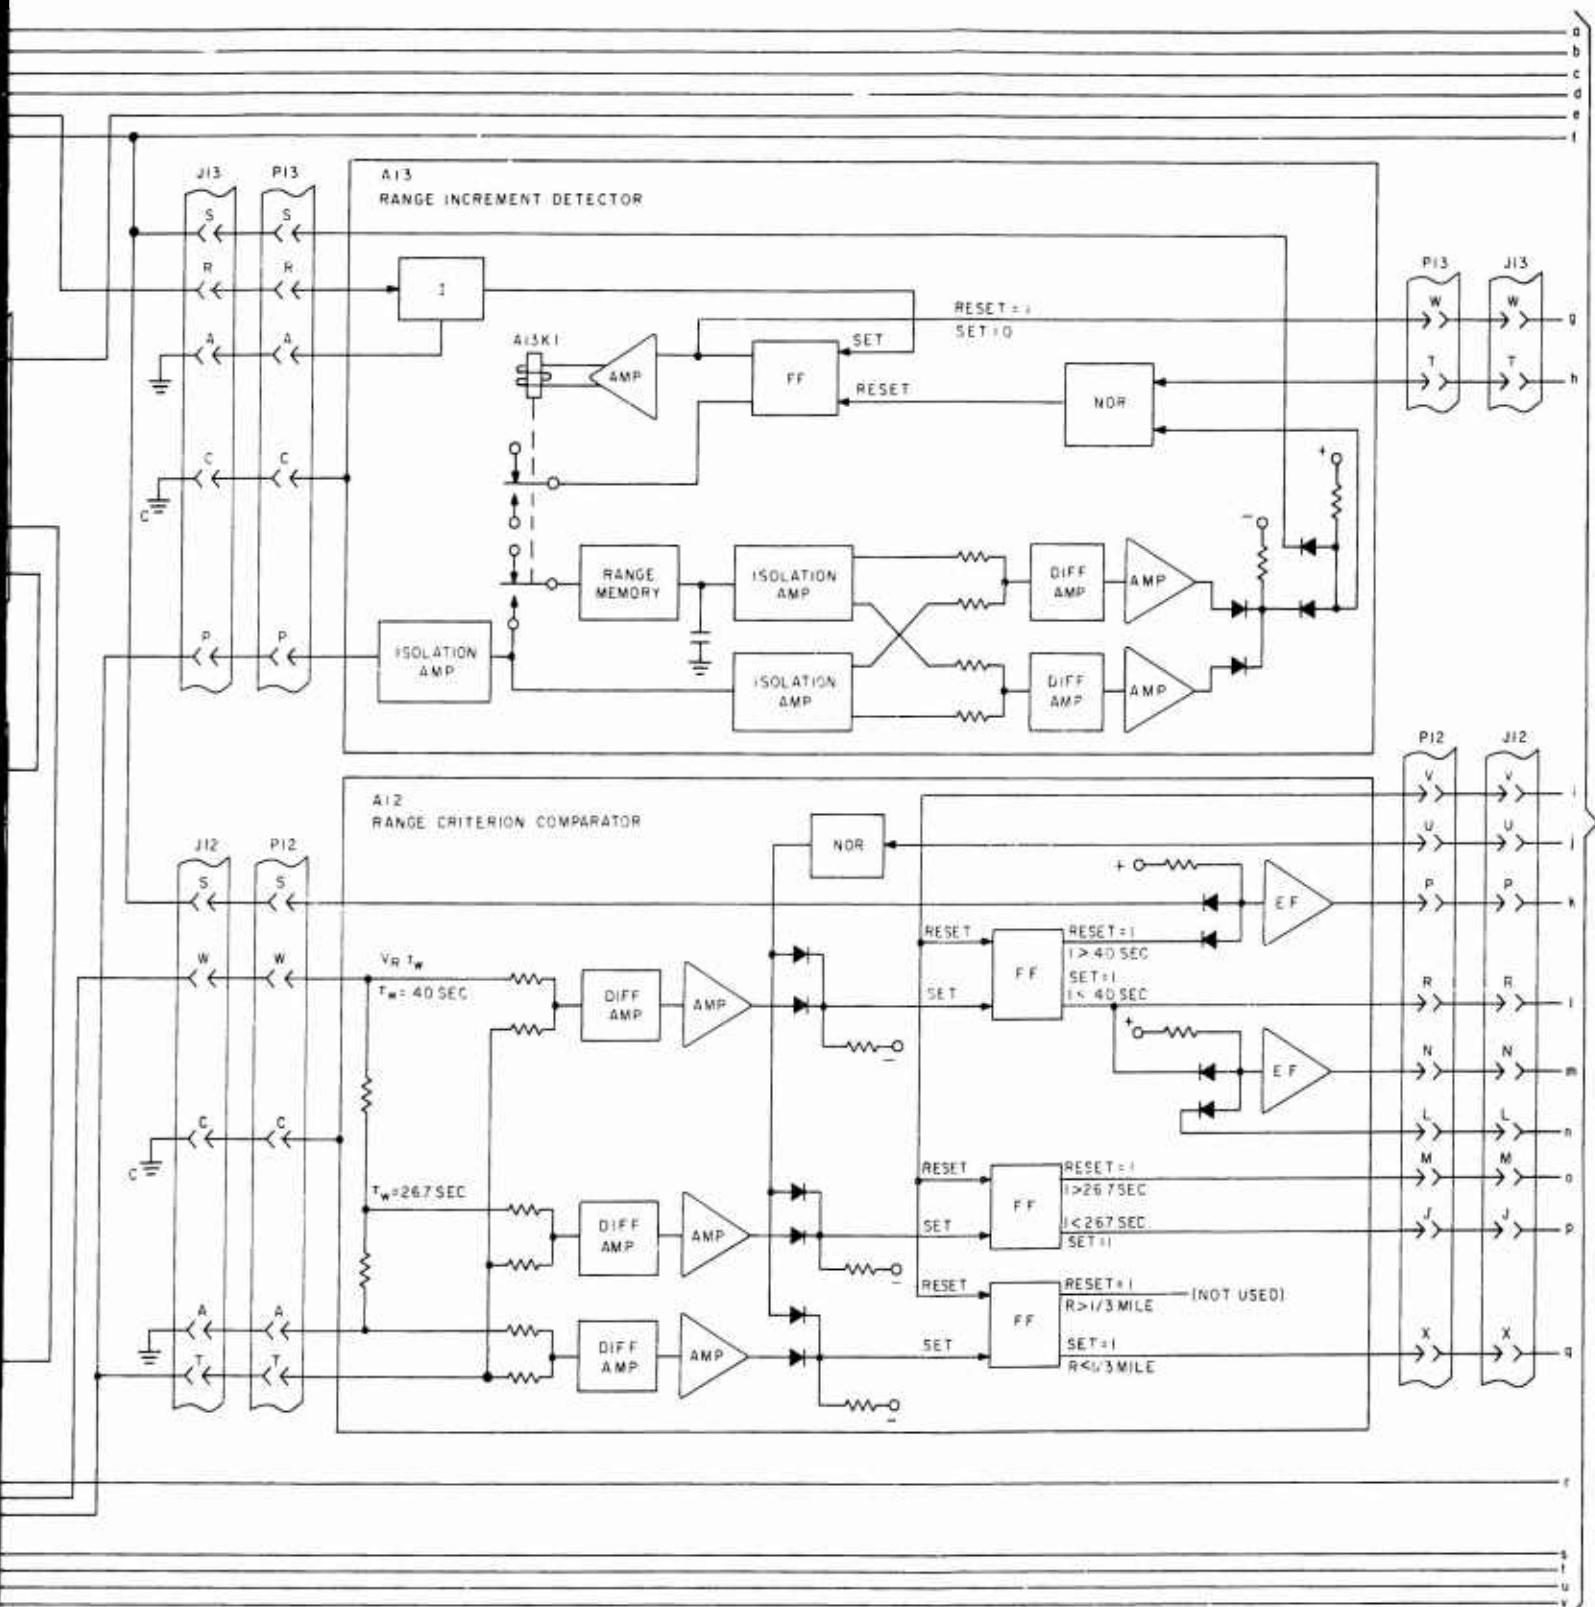 a
b
c
d
e
f
J13 P13
A13
RANGE INCREMENT DETECTOR
S S
R R
I
A A
A13K1
AMP
FF
SET
RESET
RESET = 1
SET = 0
NOR
P13 J13
W W g
T T h
C C
C
+
−
RANGE
MEMORY
ISOLATION
AMP
DIFF
AMP
AMP
P P
ISOLATION
AMP
ISOLATION
AMP
DIFF
AMP
AMP
P12 J12
V V i
A12
RANGE CRITERION COMPARATOR
NOR
U U j
J12 P12
S S
+
EF
P P k
W W
VR TW
TW = 40 SEC
DIFF
AMP
AMP
−
RESET
SET
FF
RESET = 1
I > 40 SEC
SET = 1
I < 40 SEC
R R l
+
EF
N N m
C C
C
L L n
TW = 26.7 SEC
DIFF
AMP
AMP
−
RESET
SET
FF
RESET = 1
I > 26.7 SEC
I < 26.7 SEC
SET = 1
M M o
J J p
A A
T T
DIFF
AMP
AMP
−
RESET
SET
FF
RESET = 1
R > 1/3 MILE
(NOT USED)
SET = 1
R < 1/3 MILE
X X q
r
s
t
u
v